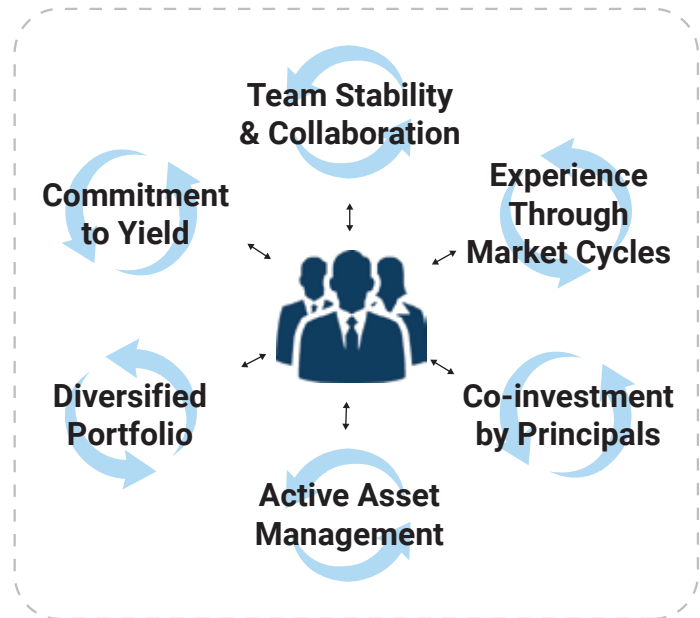 Team Stability
& Collaboration
Experience
Through
Market Cycles
Co-investment
by Principals
Active Asset
Management
Diversified
Portfolio
Commitment
to Yield